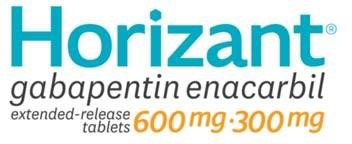 Horizant®
gabapentin enacarbil
extended-release
tablets 600 mg · 300 mg